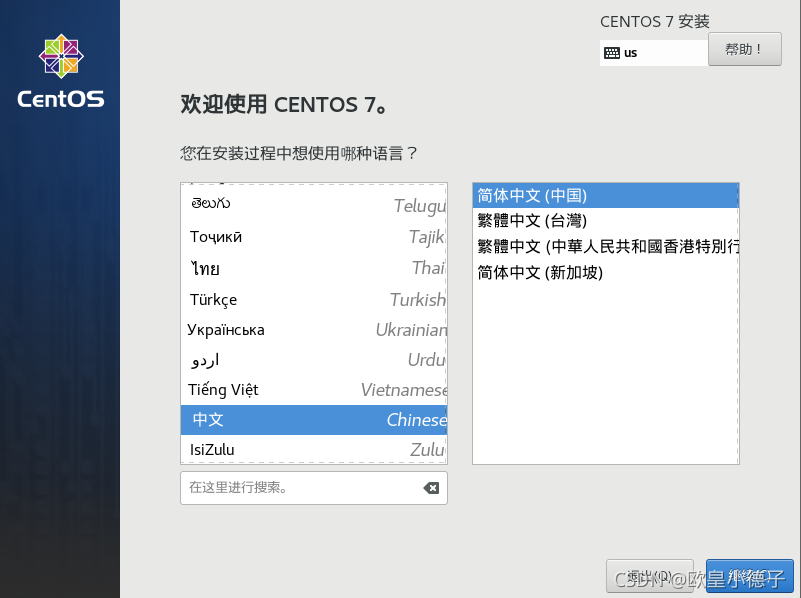 CENTOS 7 安装
CentOS
us
帮助！
欢迎使用 CENTOS 7。
您在安装过程中想使用哪种语言？
తెలుగు Telugu
Тоҷикӣ Tajik
ไทย Thai
Türkçe Turkish
Українська Ukrainian
اردو Urdu
Tiếng Việt Vietnamese
中文 Chinese
IsiZulu Zulu
简体中文 (中国)
繁體中文 (台灣)
繁體中文 (中華人民共和國香港特別行
简体中文 (新加坡)
在这里进行搜索。
退出(Q)
继续(C)
CSDN @欧皇小德子